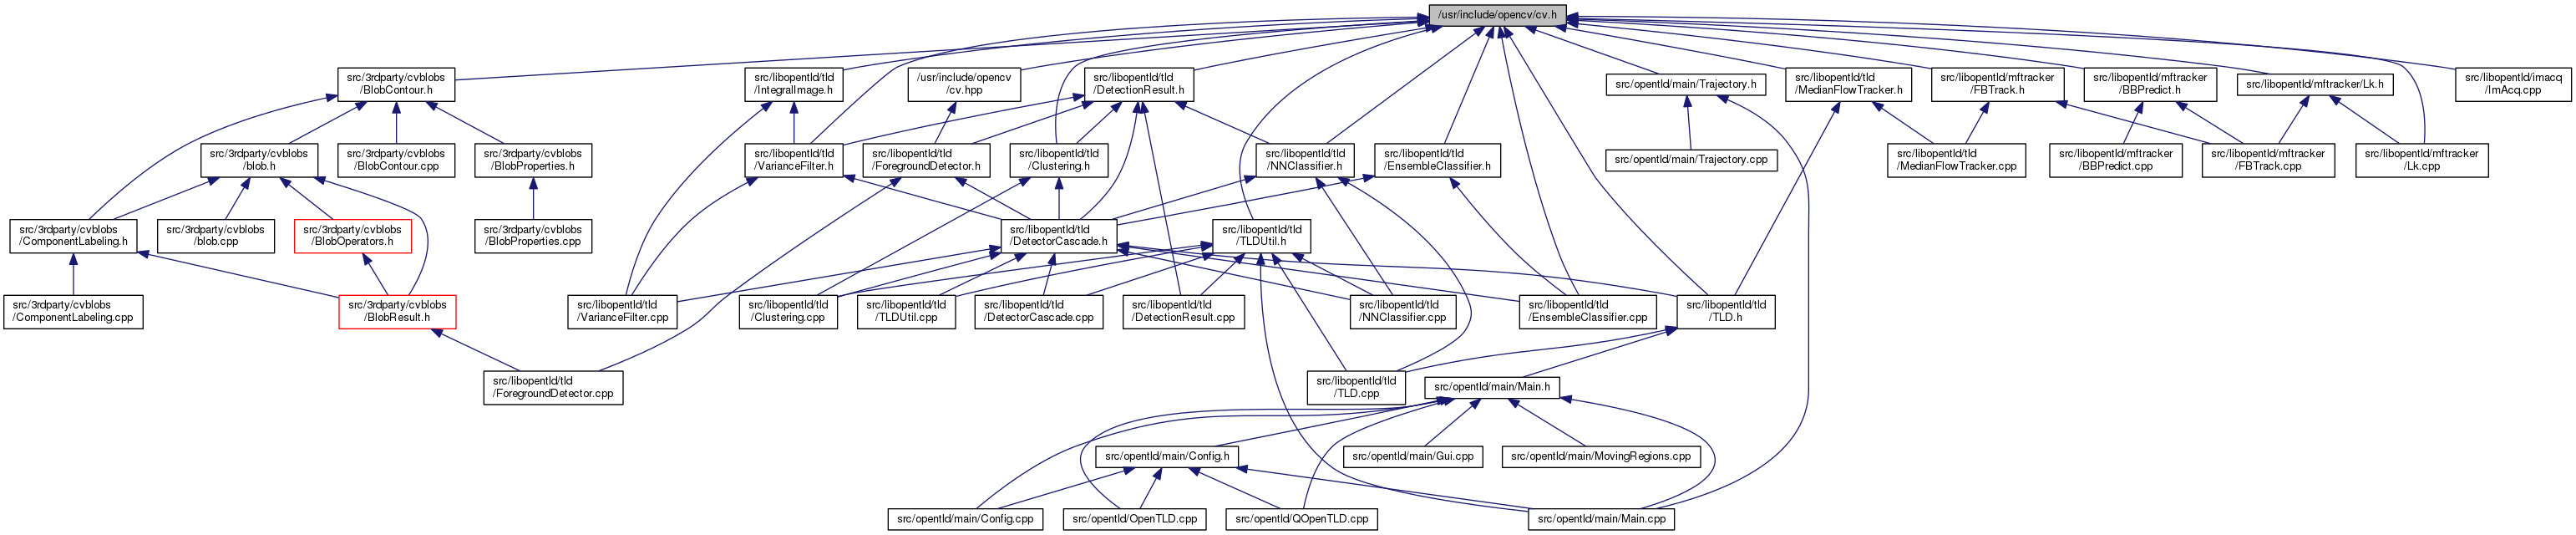 /usr/include/opencv/cv.h
src/3rdparty/cvblobs
/BlobContour.h
src/libopentld/tld
/IntegralImage.h
/usr/include/opencv
/cv.hpp
src/libopentld/tld
/DetectionResult.h
src/opentld/main/Trajectory.h
src/libopentld/tld
/MedianFlowTracker.h
src/libopentld/mftracker
/FBTrack.h
src/libopentld/mftracker
/BBPredict.h
src/libopentld/mftracker/Lk.h
src/libopentld/imacq
/ImAcq.cpp
src/3rdparty/cvblobs
/blob.h
src/3rdparty/cvblobs
/BlobContour.cpp
src/3rdparty/cvblobs
/BlobProperties.h
src/libopentld/tld
/VarianceFilter.h
src/libopentld/tld
/ForegroundDetector.h
src/libopentld/tld
/Clustering.h
src/libopentld/tld
/NNClassifier.h
src/libopentld/tld
/EnsembleClassifier.h
src/opentld/main/Trajectory.cpp
src/libopentld/tld
/MedianFlowTracker.cpp
src/libopentld/mftracker
/BBPredict.cpp
src/libopentld/mftracker
/FBTrack.cpp
src/libopentld/mftracker
/Lk.cpp
src/3rdparty/cvblobs
/ComponentLabeling.h
src/3rdparty/cvblobs
/blob.cpp
src/3rdparty/cvblobs
/BlobOperators.h
src/3rdparty/cvblobs
/BlobProperties.cpp
src/libopentld/tld
/DetectorCascade.h
src/libopentld/tld
/TLDUtil.h
src/3rdparty/cvblobs
/ComponentLabeling.cpp
src/3rdparty/cvblobs
/BlobResult.h
src/libopentld/tld
/VarianceFilter.cpp
src/libopentld/tld
/Clustering.cpp
src/libopentld/tld
/TLDUtil.cpp
src/libopentld/tld
/DetectorCascade.cpp
src/libopentld/tld
/DetectionResult.cpp
src/libopentld/tld
/NNClassifier.cpp
src/libopentld/tld
/EnsembleClassifier.cpp
src/libopentld/tld
/TLD.h
src/libopentld/tld
/ForegroundDetector.cpp
src/libopentld/tld
/TLD.cpp
src/opentld/main/Main.h
src/opentld/main/Config.h
src/opentld/main/Gui.cpp
src/opentld/main/MovingRegions.cpp
src/opentld/main/Config.cpp
src/opentld/OpenTLD.cpp
src/opentld/QOpenTLD.cpp
src/opentld/main/Main.cpp